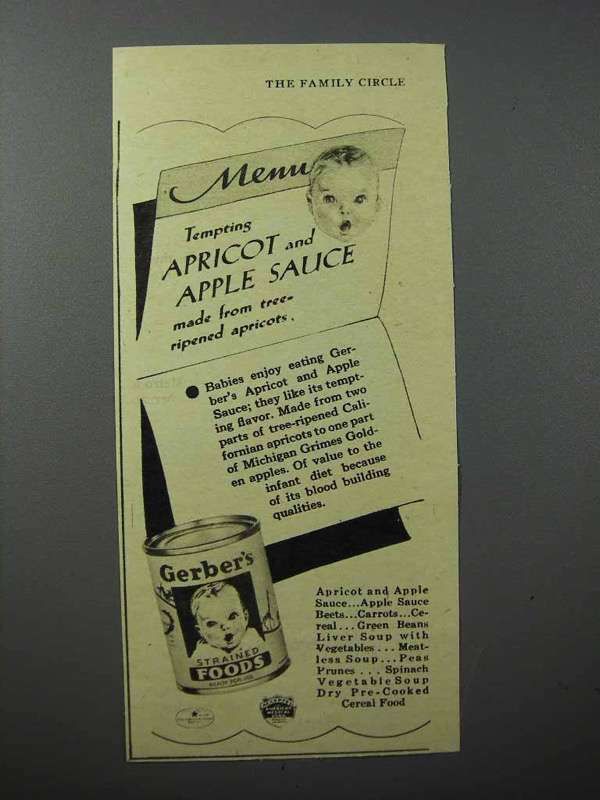 THE FAMILY CIRCLE
Menu
Tempting
APRICOT and
APPLE SAUCE
made from tree-
ripened apricots.
Babies enjoy eating Ger-
ber's Apricot and Apple
Sauce; they like its tempt-
ing flavor. Made from two
parts of tree-ripened Cali-
fornian apricots to one part
of Michigan Grimes Gold-
en apples. Of value to the
infant diet because
of its blood building
qualities.
Gerber's
STRAINED
FOODS
READY FOR USE
Apricot and Apple
Sauce...Apple Sauce
Beets...Carrots...Ce-
real...Green Beans
Liver Soup with
Vegetables...Meat-
less Soup...Peas
Prunes...Spinach
Vegetable Soup
Dry Pre-Cooked
Cereal Food